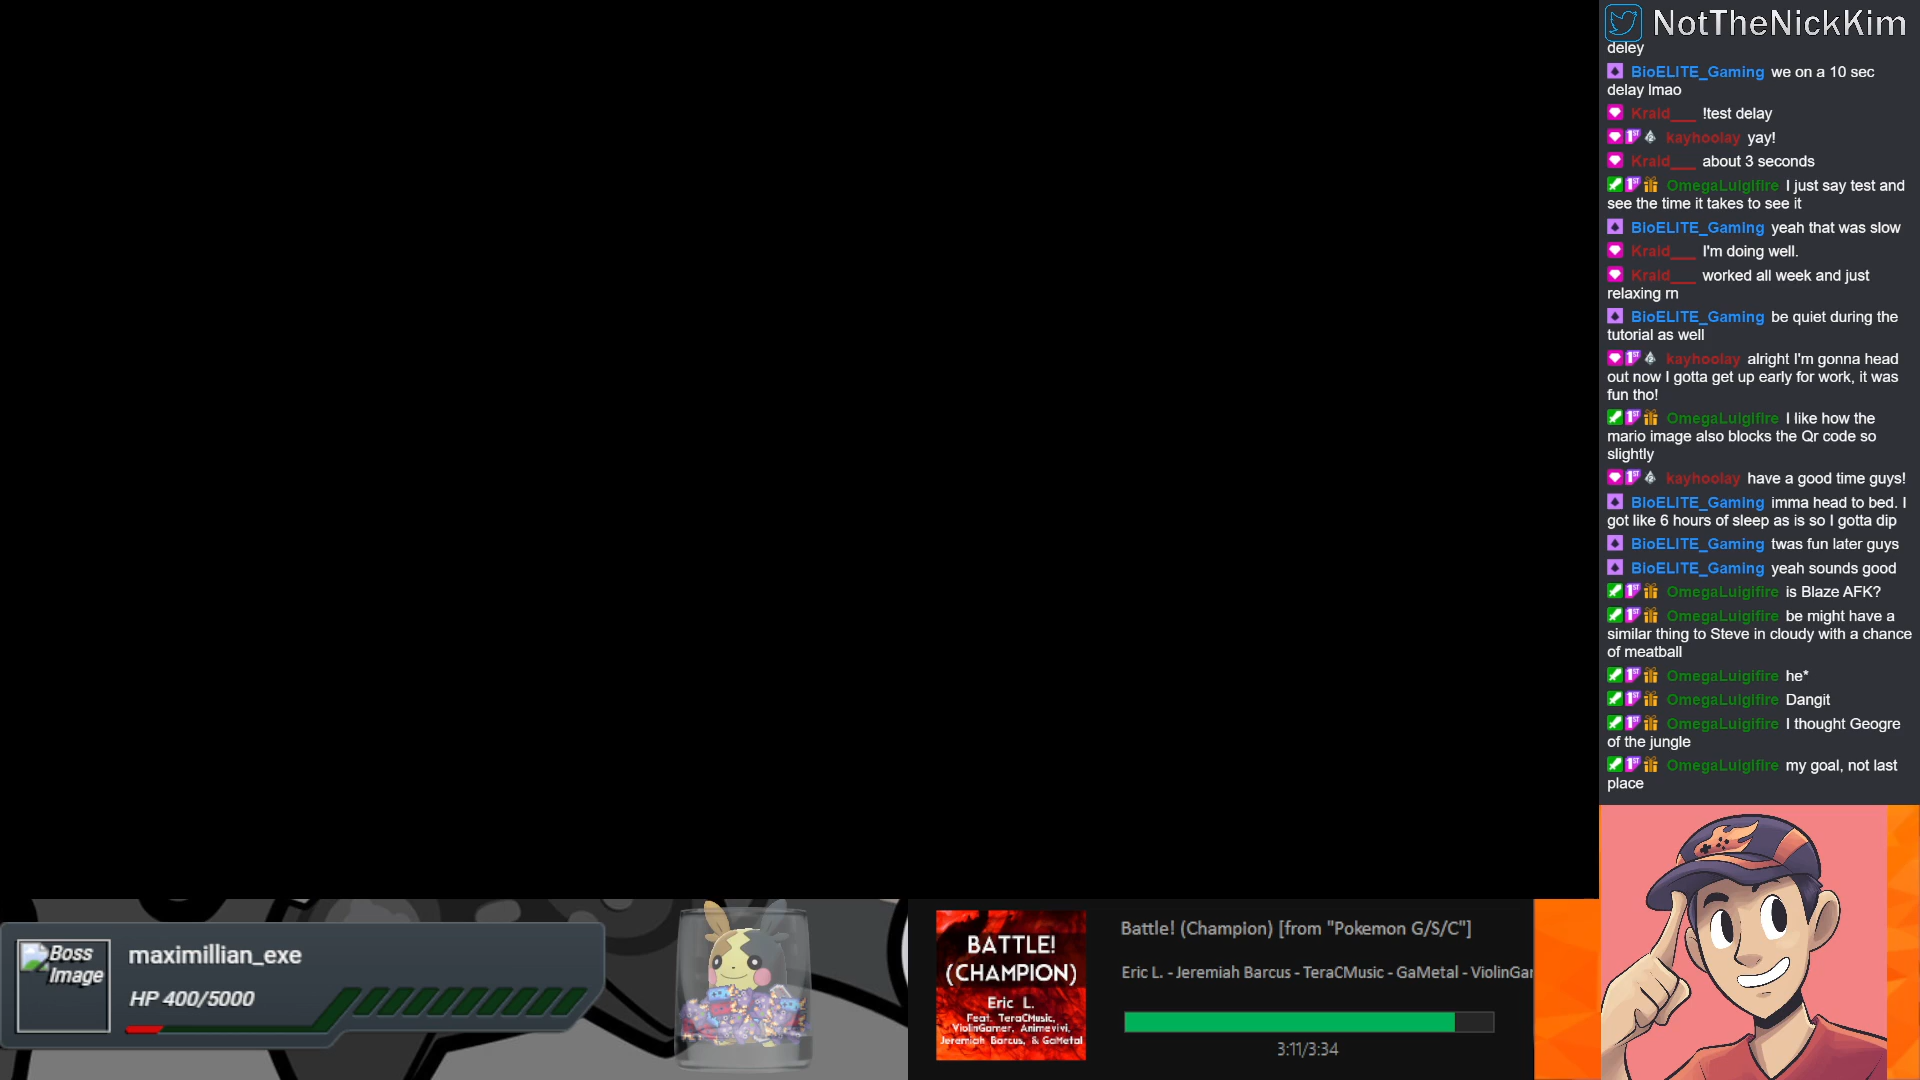 NotTheNickKim
deley
BioELITE_Gaming we on a 10 sec
delay lmao
Kraid___ !test delay
kayhoolay yay!
Kraid___ about 3 seconds
OmegaLuigifire I just say test and
see the time it takes to see it
BioELITE_Gaming yeah that was slow
Kraid___ I'm doing well.
Kraid___ worked all week and just
relaxing rn
BioELITE_Gaming be quiet during the
tutorial as well
kayhoolay alright I'm gonna head
out now I gotta get up early for work, it was
fun tho!
OmegaLuigifire I like how the
mario image also blocks the Qr code so
slightly
kayhoolay have a good time guys!
BioELITE_Gaming imma head to bed. I
got like 6 hours of sleep as is so I gotta dip
BioELITE_Gaming twas fun later guys
BioELITE_Gaming yeah sounds good
OmegaLuigifire is Blaze AFK?
OmegaLuigifire be might have a
similar thing to Steve in cloudy with a chance
of meatball
OmegaLuigifire he*
OmegaLuigifire Dangit
OmegaLuigifire I thought Geogre
of the jungle
OmegaLuigifire my goal, not last
place
Boss
Image
maximillian_exe
HP 400/5000
BATTLE!
(CHAMPION)
Eric L.
Feat. TeraCMusic,
ViolinGamer, Animevivi,
Jeremiah Barcus, & GaMetal
Battle! (Champion) [from "Pokemon G/S/C"]
Eric L. - Jeremiah Barcus - TeraCMusic - GaMetal - ViolinGar
3:11/3:34